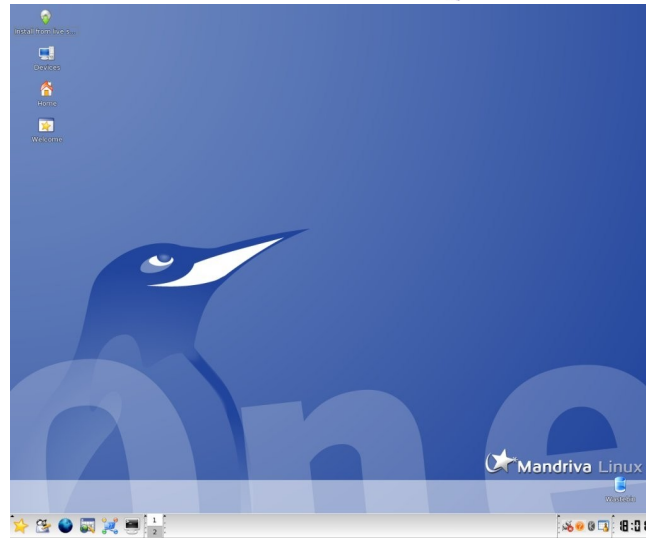 Install from live s...
Devices
Home
Welcome
One
Mandriva Linux
Wastebin
1
2